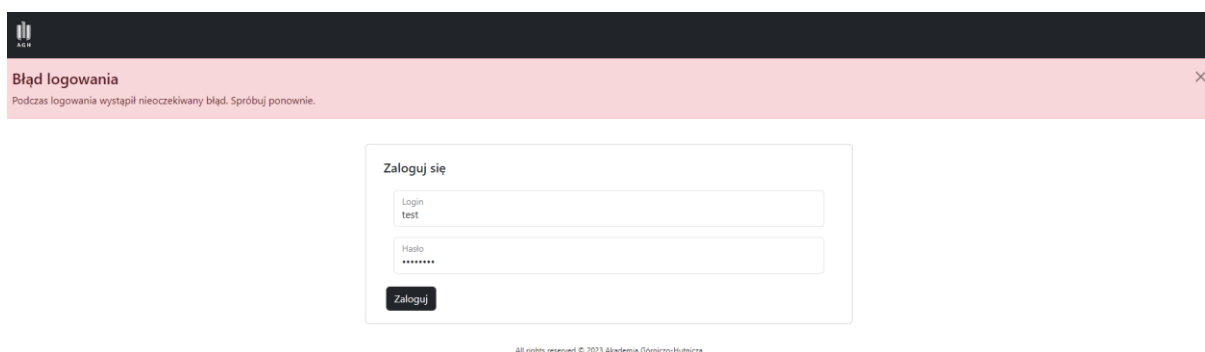 AGH
Błąd logowania
Podczas logowania wystąpił nieoczekiwany błąd. Spróbuj ponownie.
Zaloguj się
Login
test
Hasło
••••••••
Zaloguj
All rights reserved © 2023 Akademia Górniczo-Hutnicza